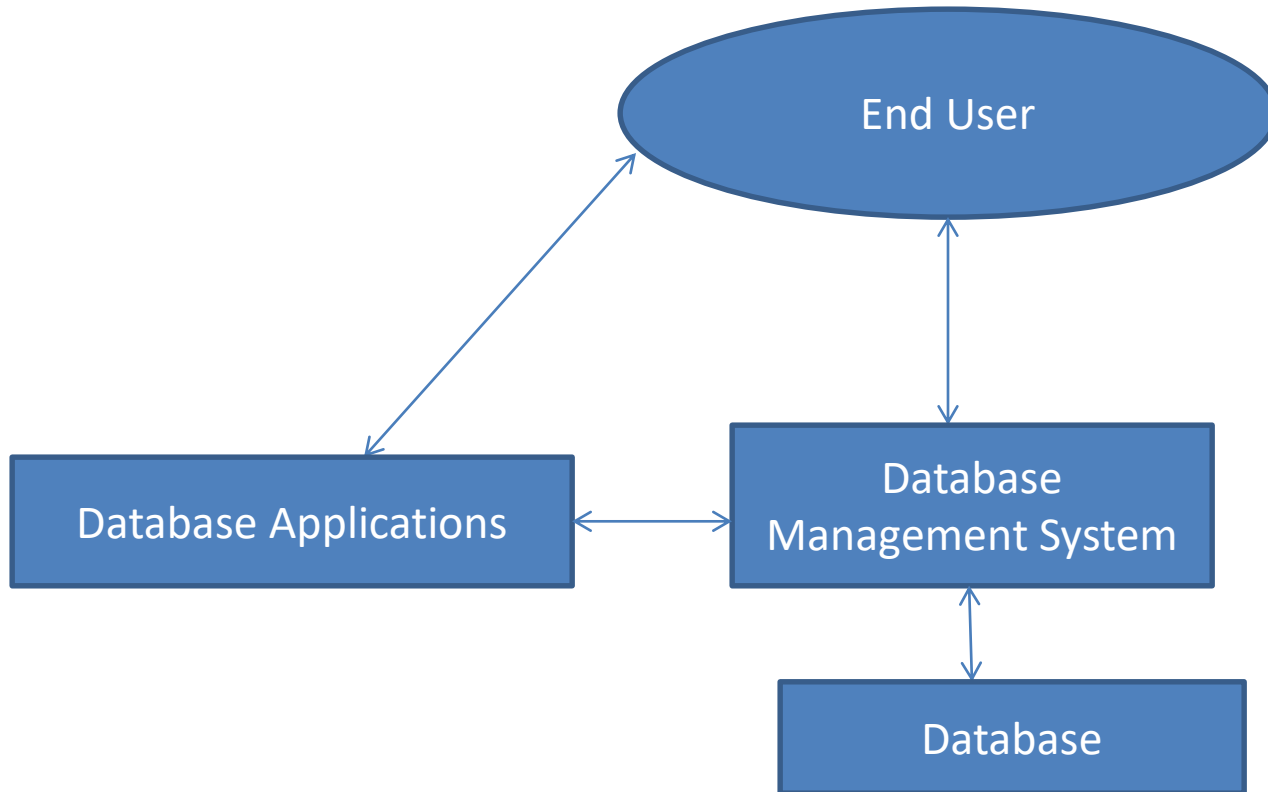 End User
Database Applications
Database
Management System
Database